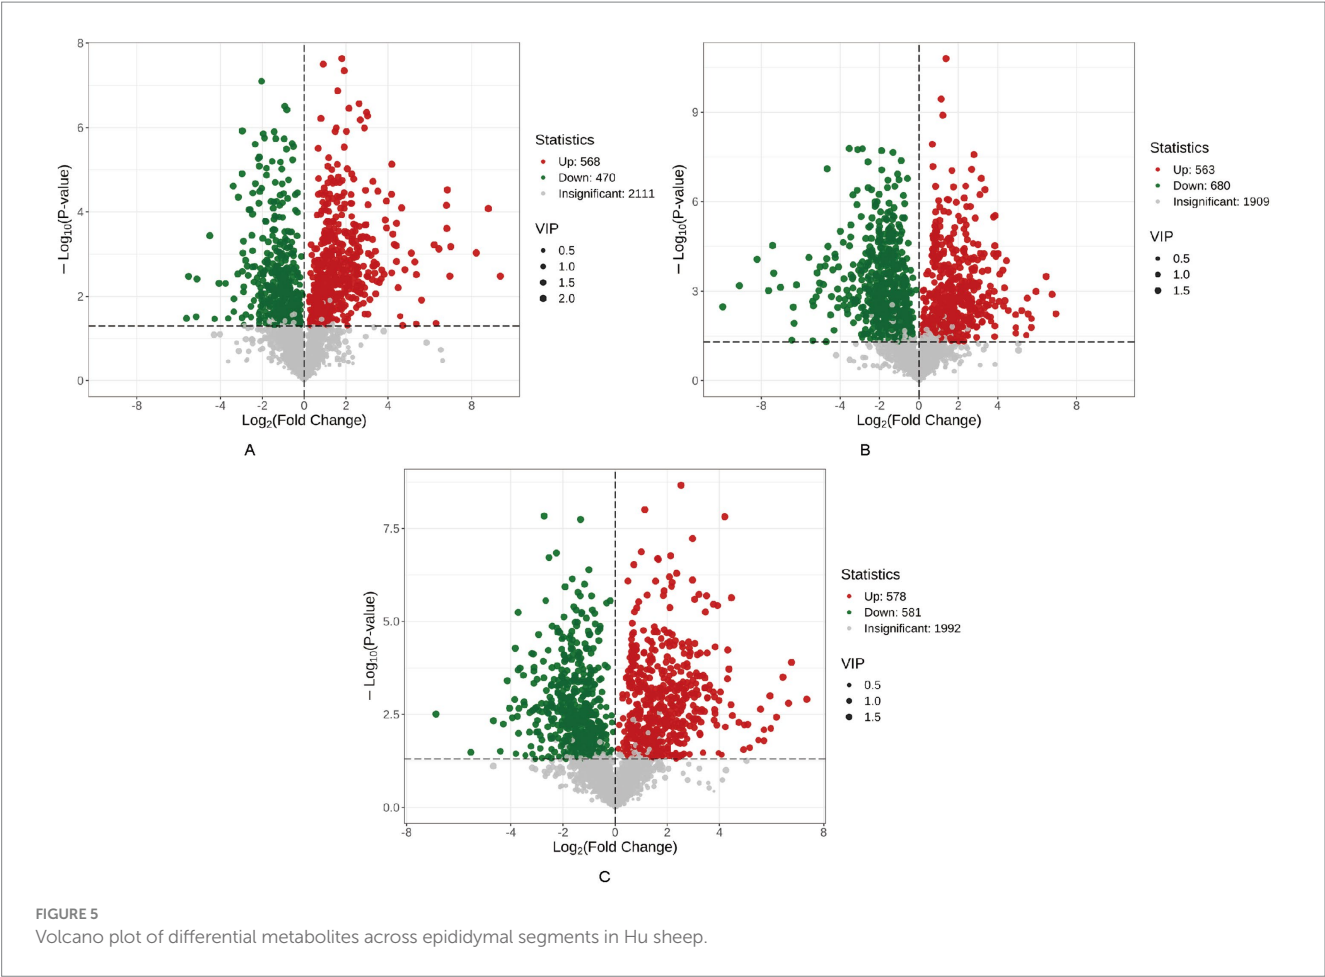 8
6
4
2
0
− Log10(P-value)
-8 -4 -2 0 2 4 8
Log2(Fold Change)
Statistics
Up: 568
Down: 470
Insignificant: 2111
VIP
0.5
1.0
1.5
2.0
A
9
6
3
0
− Log10(P-value)
-8 -4 -2 0 2 4 8
Log2(Fold Change)
Statistics
Up: 563
Down: 680
Insignificant: 1909
VIP
0.5
1.0
1.5
B
7.5
5.0
2.5
0.0
− Log10(P-value)
-8 -4 -2 0 2 4 8
Log2(Fold Change)
Statistics
Up: 578
Down: 581
Insignificant: 1992
VIP
0.5
1.0
1.5
C
FIGURE 5
Volcano plot of differential metabolites across epididymal segments in Hu sheep.